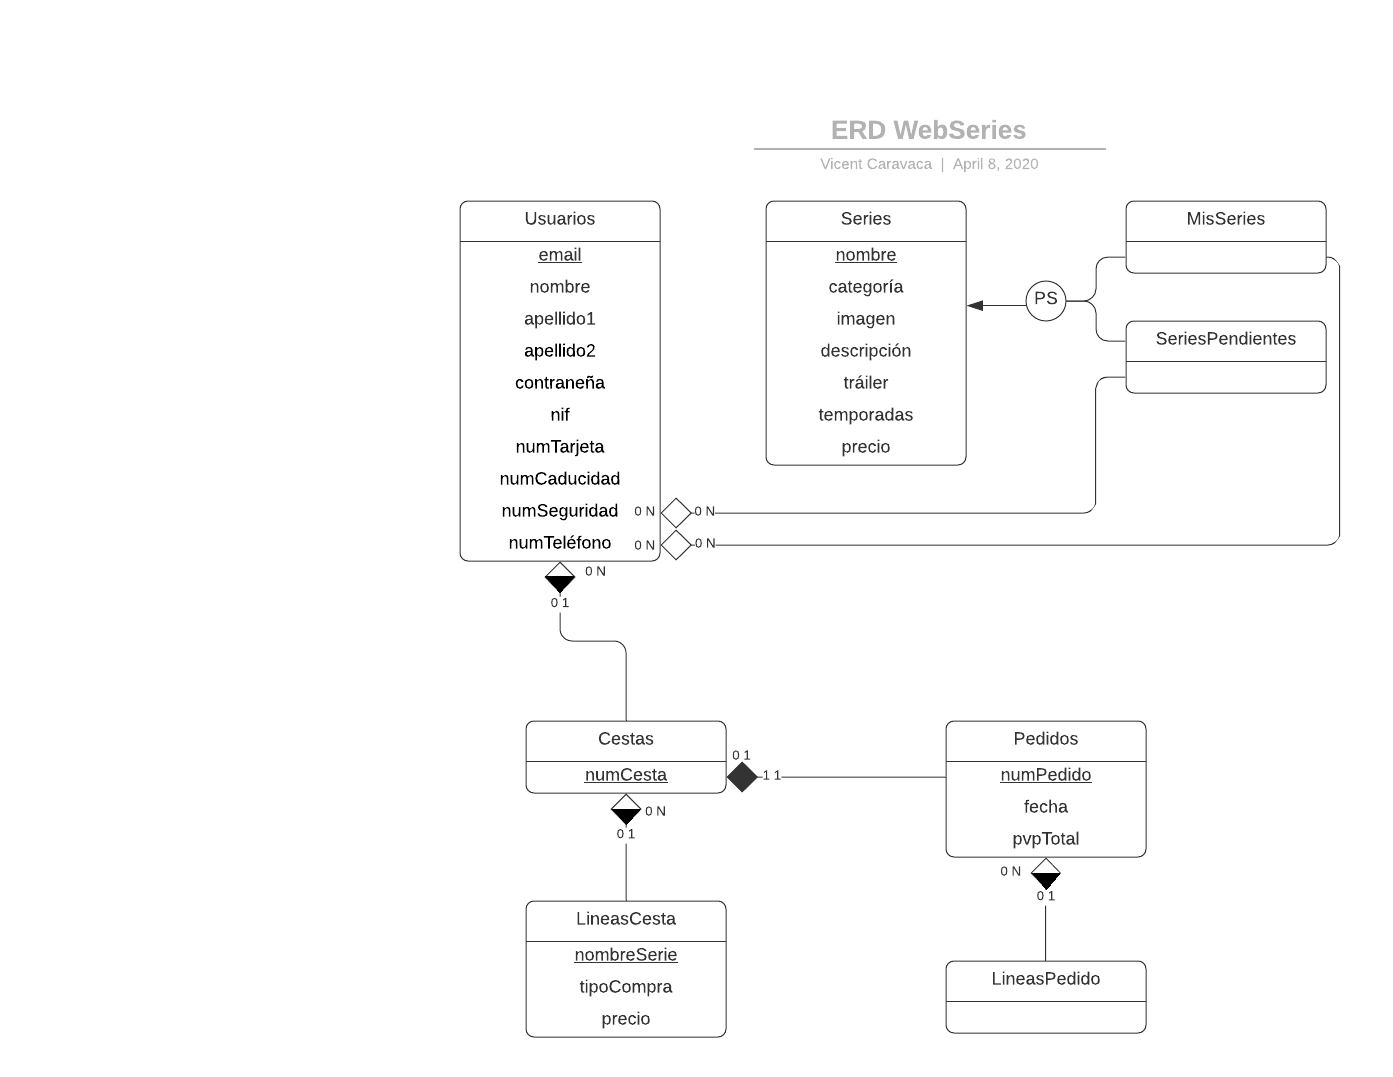 ERD WebSeries
Vicent Caravaca | April 8, 2020
Usuarios
email
nombre
apellido1
apellido2
contraneña
nif
numTarjeta
numCaducidad
numSeguridad
numTeléfono
0 N
0 N
0 N
0 N
0 N
0 1
Series
nombre
categoría
imagen
descripción
tráiler
temporadas
precio
PS
MisSeries
SeriesPendientes
Cestas
numCesta
0 1
1 1
0 N
0 1
Pedidos
numPedido
fecha
pvpTotal
0 N
0 1
LineasCesta
nombreSerie
tipoCompra
precio
LineasPedido